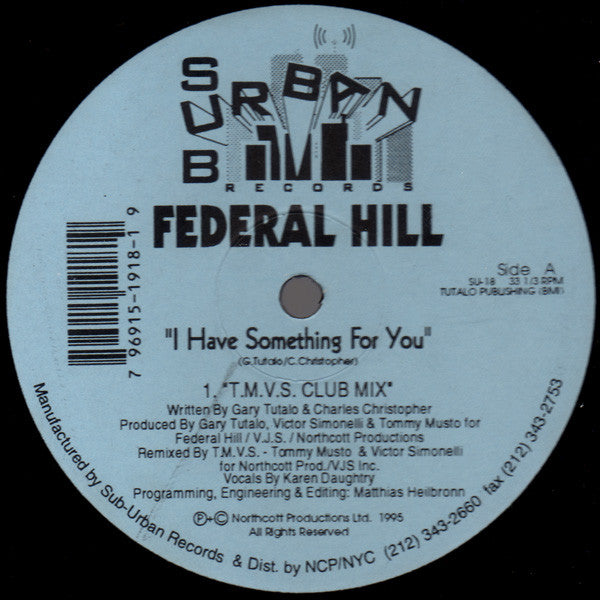 SUB URBAN
RECORDS
FEDERAL HILL
Side A
SU-18 33 1/3 RPM
TUTALO PUBLISHING (BMI)
7 96915-1918-1 9
"I Have Something For You"
(G.Tutalo/C.Christopher)
1. "T.M.V.S. CLUB MIX"
Written By Gary Tutalo & Charles Christopher
Produced By Gary Tutalo, Victor Simonelli & Tommy Musto for
Federal Hill / V.J.S. / Northcott Productions
Remixed By T.M.V.S. - Tommy Musto & Victor Simonelli
for Northcott Prod./VJS Inc.
Vocals By Karen Daughtry
Programming, Engineering & Editing: Matthias Heilbronn
Ⓟ+© Northcott Productions Ltd. 1995
All Rights Reserved
Manufactured by Sub-Urban Records & Dist. by NCP/NYC (212) 343-2660 fax (212) 343-2753